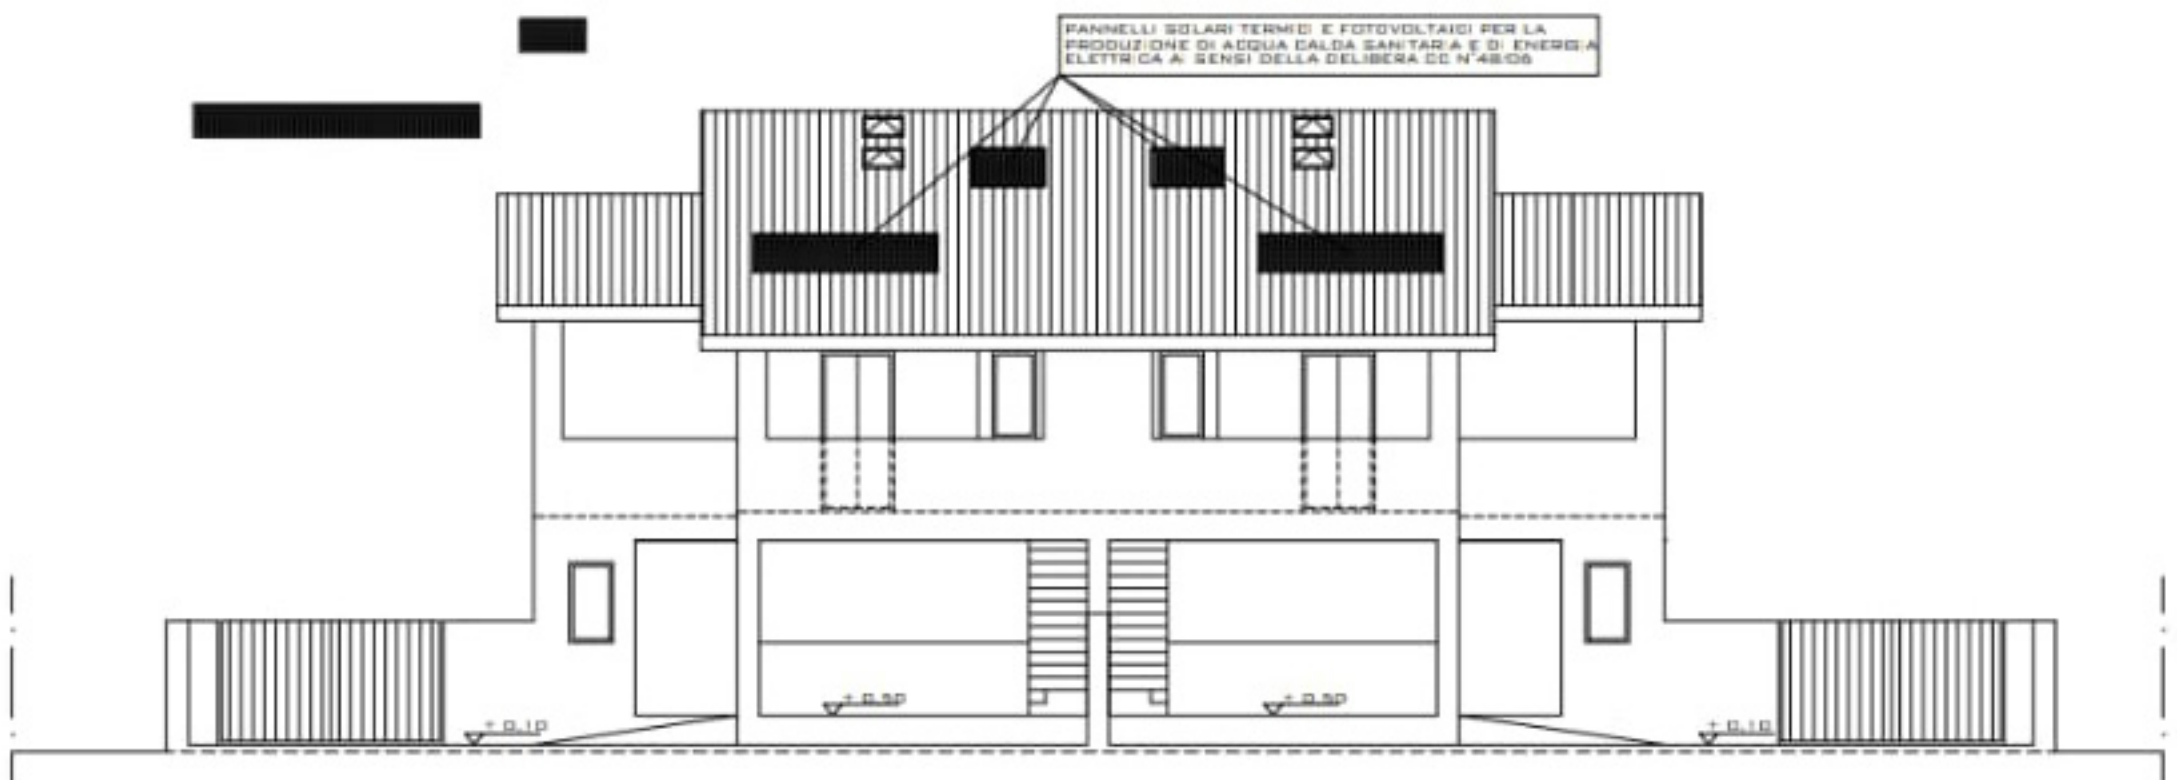 PANNELLI SOLARI TERMICI E FOTOVOLTAICI PER LA
PRODUZIONE DI ACQUA CALDA SANITARIA E DI ENERGIA
ELETTRICA AI SENSI DELLA DELIBERA CC N°48/06
+ 0.50
+ 0.50
+ 0.10
+ 0.10